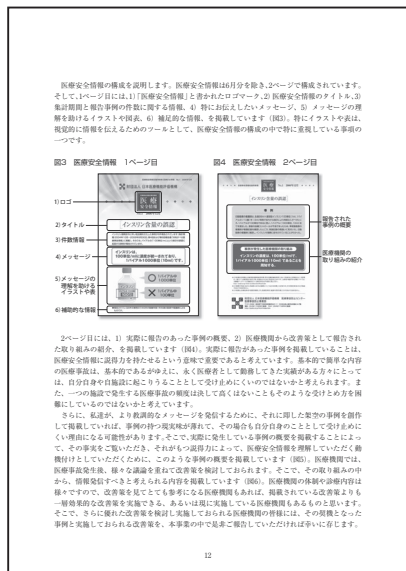 医療安全情報の構成を説明します。医療安全情報は6月分を除き、2ページで構成されています。
そして、1ページ目には、1)「医療安全情報」と書かれたロゴマーク、2) 医療安全情報のタイトル、3)
集計期間と報告事例の件数に関する情報、4) 特にお伝えしたいメッセージ、5) メッセージの理
解を助けるイラストや図表、6) 補足的な情報、を掲載しています(図3)。特にイラストや表は、
視覚的に情報を伝えるためのツールとして、医療安全情報の構成の中で特に重視している事項の
一つです。
図3 医療安全情報 1ページ目
図4 医療安全情報 2ページ目
財団法人 日本医療機能評価機構
1)ロゴ
医療
安全情報
2)タイトル
インスリン含量の誤認
3)件数情報
4)メッセージ
5)メッセージの
理解を助ける
イラストや表
6)補助的な情報
インスリン含量の誤認
報告された
事例の概要
医療機関の
取り組みの紹介
2ページ目には、1) 実際に報告のあった事例の概要、2) 医療機関から改善策として報告され
た取り組みの紹介、を掲載しています(図4)。実際に報告があった事例を掲載していることは、
医療安全情報に説得力を持たせるという意味で重要であると考えています。基本的で簡単な内容
の医療事故は、基本的であるがゆえに、永く医療者として勤務してきた実績がある方々にとって
は、自分自身や自施設に起こりうることとして受け止めにくいのではないかと考えられます。ま
た、一つの施設で発生する医療事故の頻度は決して高くはないこともそのような受けとめ方を困
難にしているのではないかと考えています。
さらに、私達が、より教訓的なメッセージを発信するために、それに即した架空の事例を創作
して掲載していれば、事例の持つ現実味が薄れて、その場合も自分自身のこととして受け止めに
くい理由になる可能性があります。そこで、実際に発生している事例の概要を掲載することによっ
て、その事実をご覧いただき、それがもつ説得力によって、医療安全情報を理解していただく動
機付けとしていただくために、このような事例の概要を掲載しています(図5)。医療機関では、
医療事故発生後、様々な議論を重ねて改善策を検討しておられます。そこで、その取り組みの中
から、情報発信すべきと考えられる内容を掲載しています(図6)。医療機関の体制や診療内容は
様々ですので、改善策を見てとても参考になる医療機関もあれば、掲載されている改善策よりも
一層効果的な改善策を実施できる、あるいは現に実施している医療機関もあるものと思います。
そこで、さらに優れた改善策を検討し実施しておられる医療機関の皆様には、その契機となった
事例と実施しておられる改善策を、本事業の中で是非ご報告していただければ幸いに存じます。
12